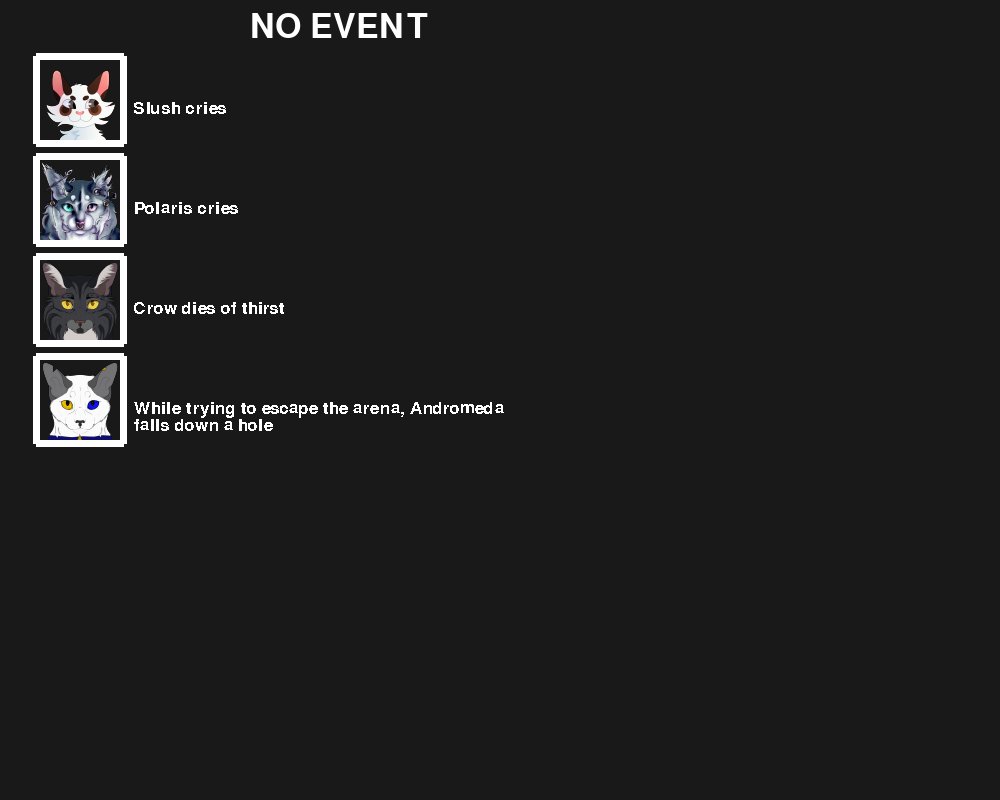 NO EVENT
Slush cries
Polaris cries
Crow dies of thirst
While trying to escape the arena, Andromeda
falls down a hole